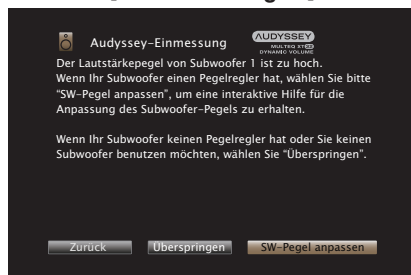 Audyssey-Einmessung
AUDYSSEY
MULTEQ XT32
DYNAMIC VOLUME
Der Lautstärkepegel von Subwoofer 1 ist zu hoch.
Wenn Ihr Subwoofer einen Pegelregler hat, wählen Sie bitte
“SW-Pegel anpassen”, um eine interaktive Hilfe für die
Anpassung des Subwoofer-Pegels zu erhalten.
Wenn Ihr Subwoofer keinen Pegelregler hat oder Sie keinen
Subwoofer benutzen möchten, wählen Sie “Überspringen”.
Zurück
Überspringen
SW-Pegel anpassen